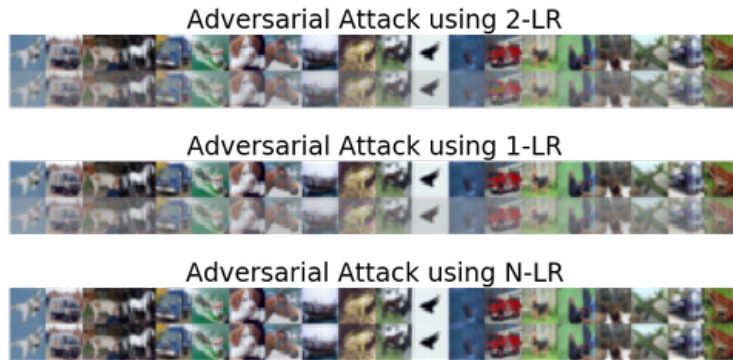 Adversarial Attack using 2-LR
Adversarial Attack using 1-LR
Adversarial Attack using N-LR